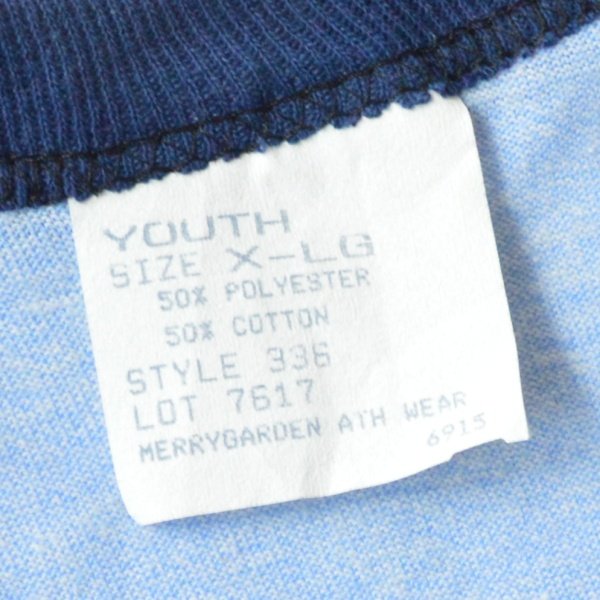 YOUTH
SIZE X-LG
50% POLYESTER
50% COTTON
STYLE 336
LOT 7617
MERRYGARDEN ATH WEAR
6915